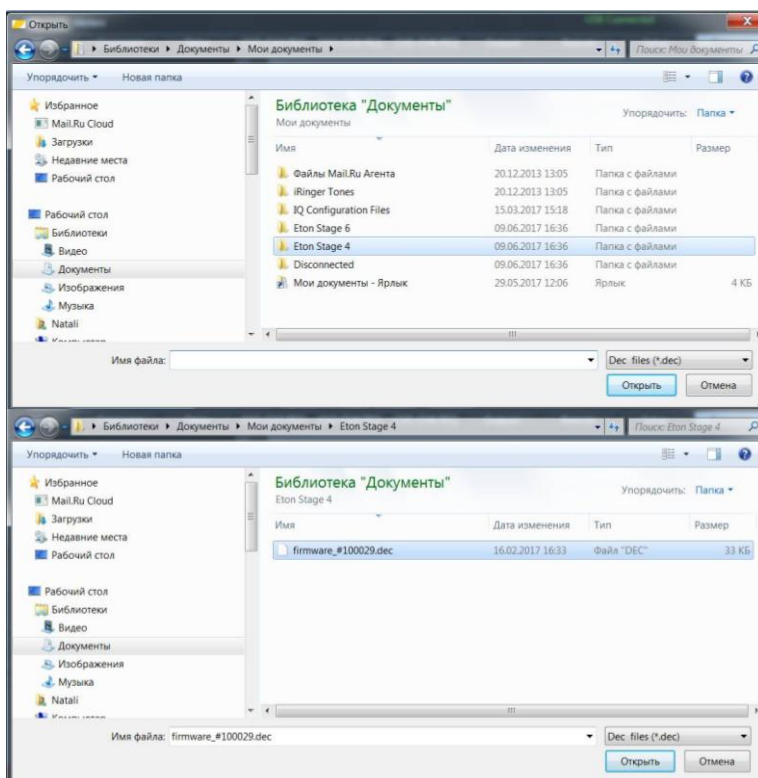 Открыть
Библиотеки ▸ Документы ▸ Мои документы ▸
Поиск: Мои документы
Упорядочить Новая папка
Избранное
Mail.Ru Cloud
Загрузки
Недавние места
Рабочий стол
Рабочий стол
Библиотеки
Видео
Документы
Изображения
Музыка
Natali
Библиотека "Документы"
Мои документы
Упорядочить: Папка
Имя Дата изменения Тип Размер
Файлы Mail.Ru Агента 20.12.2013 13:05 Папка с файлами
iRinger Tones 20.12.2013 13:05 Папка с файлами
IQ Configuration Files 15.03.2017 15:18 Папка с файлами
Eton Stage 6 09.06.2017 16:36 Папка с файлами
Eton Stage 4 09.06.2017 16:36 Папка с файлами
Disconnected 09.06.2017 16:36 Папка с файлами
Мои документы - Ярлык 29.05.2017 12:06 Ярлык 4 КБ
Имя файла: Dec files (*.dec)
Открыть Отмена
Библиотеки ▸ Документы ▸ Мои документы ▸ Eton Stage 4
Поиск: Eton Stage 4
Упорядочить Новая папка
Избранное
Mail.Ru Cloud
Загрузки
Недавние места
Рабочий стол
Рабочий стол
Библиотеки
Видео
Документы
Изображения
Музыка
Natali
Библиотека "Документы"
Eton Stage 4
Упорядочить: Папка
Имя Дата изменения Тип Размер
firmware_#100029.dec 16.02.2017 16:33 Файл "DEC" 33 КБ
Имя файла: firmware_#100029.dec Dec files (*.dec)
Открыть Отмена